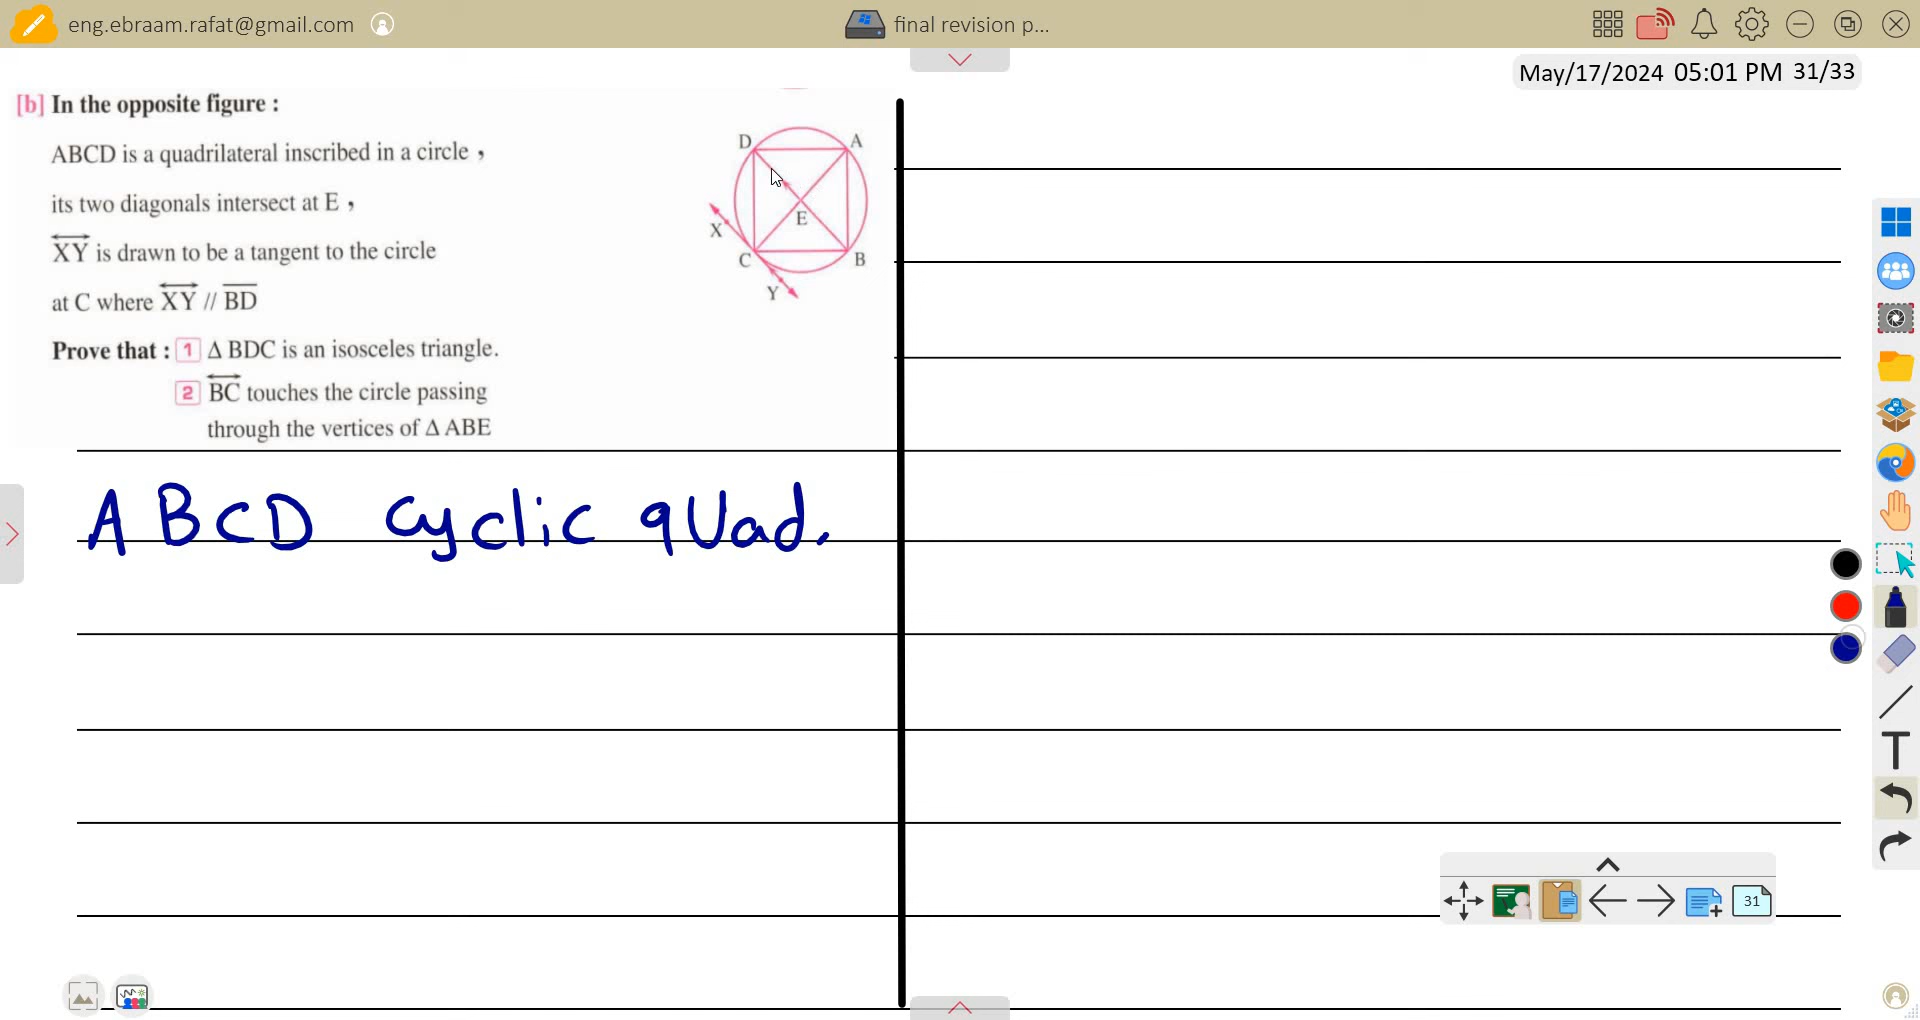 eng.ebraam.rafat@gmail.com
final revision p...
May/17/2024 05:01 PM 31/33
[b] In the opposite figure :
ABCD is a quadrilateral inscribed in a circle ,
its two diagonals intersect at E ,
XY is drawn to be a tangent to the circle
at C where XY // BD
Prove that : 1 Δ BDC is an isosceles triangle.
2 BC touches the circle passing
through the vertices of Δ ABE
D A
E
X
C B
Y
ABCD cyclic quad.
T
31